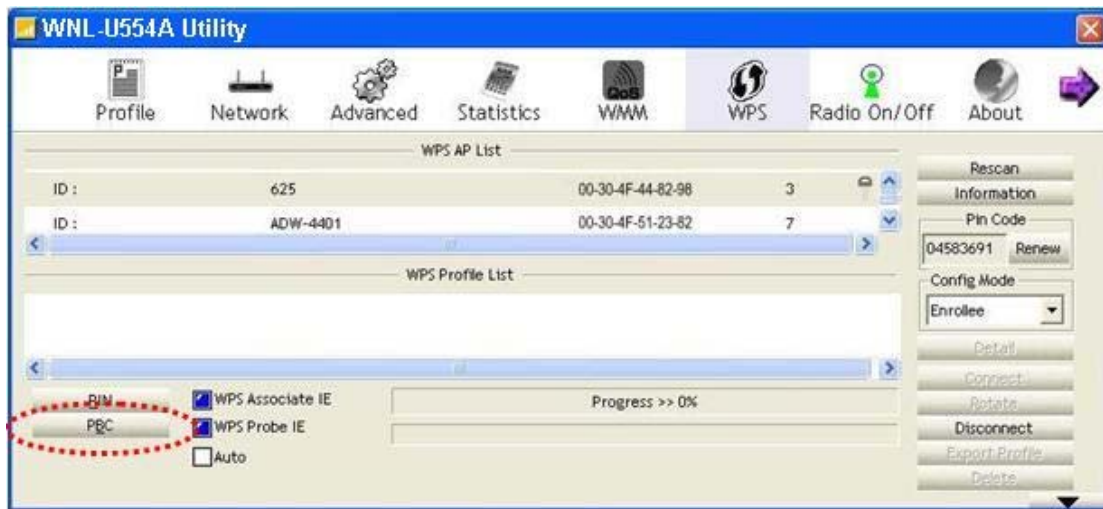 WNL-U554A Utility
P
QoS
Profile Network Advanced Statistics WMM WPS Radio On/Off About
WPS AP List
ID : 625 00-30-4F-44-82-98 3
ID : ADW-4401 00-30-4F-51-23-82 7
WPS Profile List
Rescan
Information
Pin Code
04583691 Renew
Config Mode
Enrollee
Detail
Connect
Rotate
Disconnect
Export Profile
Delete
PIN WPS Associate IE Progress >> 0%
PBC WPS Probe IE
Auto